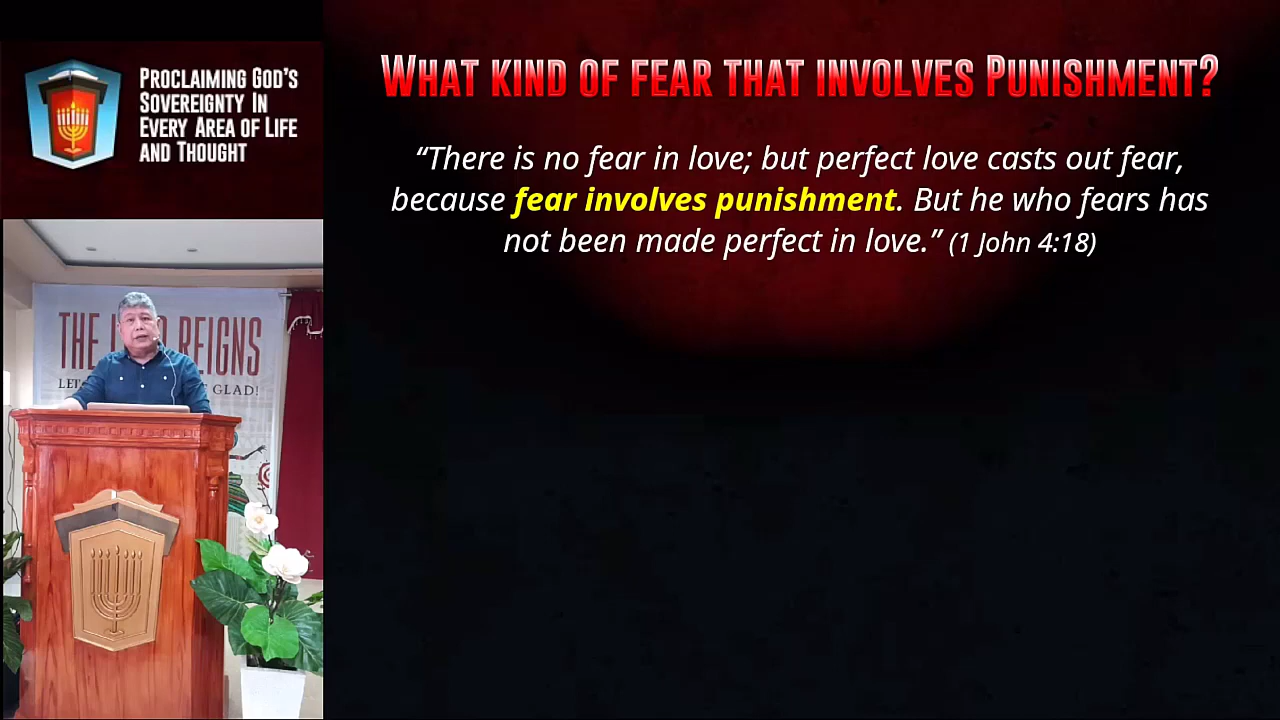 PROCLAIMING GOD'S
SOVEREIGNTY IN
EVERY AREA OF LIFE
AND THOUGHT
WHAT KIND OF FEAR THAT INVOLVES PUNISHMENT?
“There is no fear in love; but perfect love casts out fear,
because fear involves punishment. But he who fears has
not been made perfect in love.” (1 John 4:18)
THE REIGNS
GLAD!